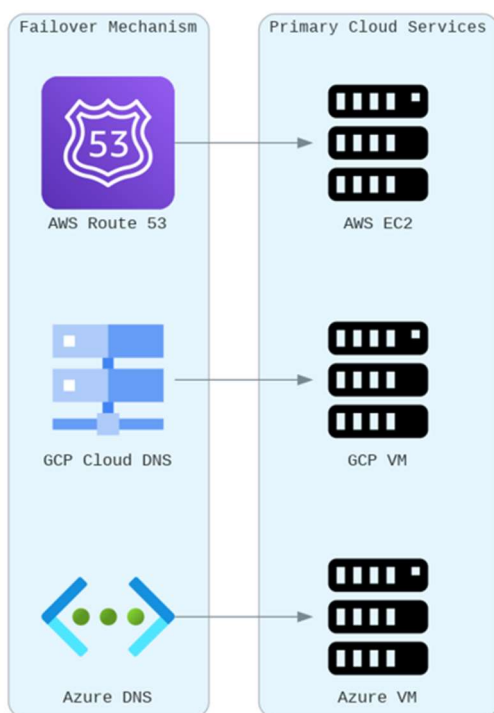 Failover Mechanism
Primary Cloud Services
53
AWS Route 53
AWS EC2
GCP Cloud DNS
GCP VM
Azure DNS
Azure VM